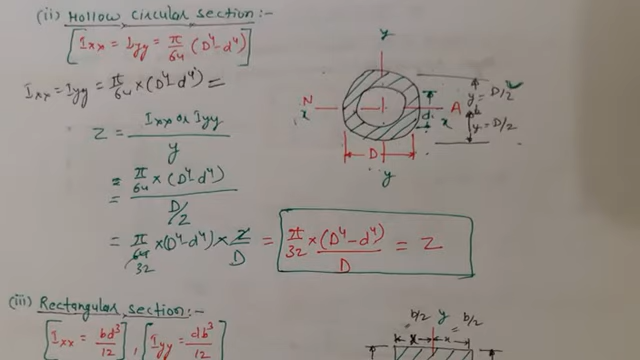 (ii) Hollow circular section:-
[Ixx = Iyy = π/64 (D⁴-d⁴)]
Ixx = Iyy = π/64 × (D⁴-d⁴) =
Z = Ixx or Iyy / y
= π/64 × (D⁴-d⁴) / D/2
= π/64 32 × (D⁴-d⁴) × 2/D = π/32 × (D⁴-d⁴)/D = Z
y
N A
x x
d
y = D/2
y = D/2
D
y
(iii) Rectangular section:-
[Ixx = bd³/12], [Iyy = db³/12]
b/2 y b/2